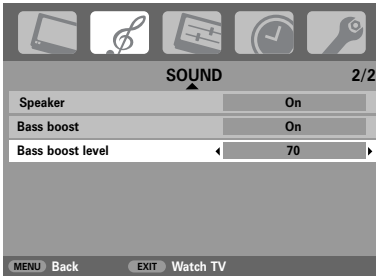 SOUND 2/2
Speaker On
Bass boost On
Bass boost level 70
MENU Back EXIT Watch TV